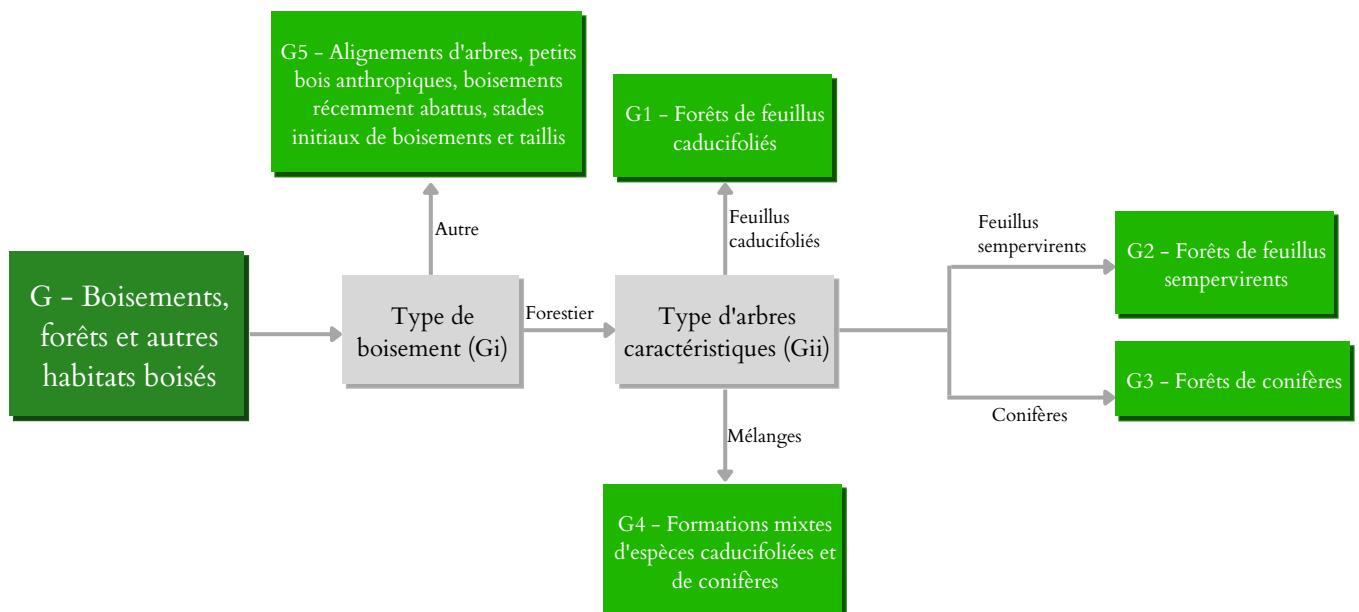 G5 - Alignements d'arbres, petits
bois anthropiques, boisements
récemment abattus, stades
initiaux de boisements et taillis
G1 - Forêts de feuillus
caducifoliés
Autre
Feuillus
caducifoliés
Feuillus
sempervirents
G2 - Forêts de feuillus
sempervirents
G - Boisements,
forêts et autres
habitats boisés
Type de
boisement (Gi)
Forestier
Type d'arbres
caractéristiques (Gii)
G3 - Forêts de conifères
Conifères
Mélanges
G4 - Formations mixtes
d'espèces caducifoliées et
de conifères